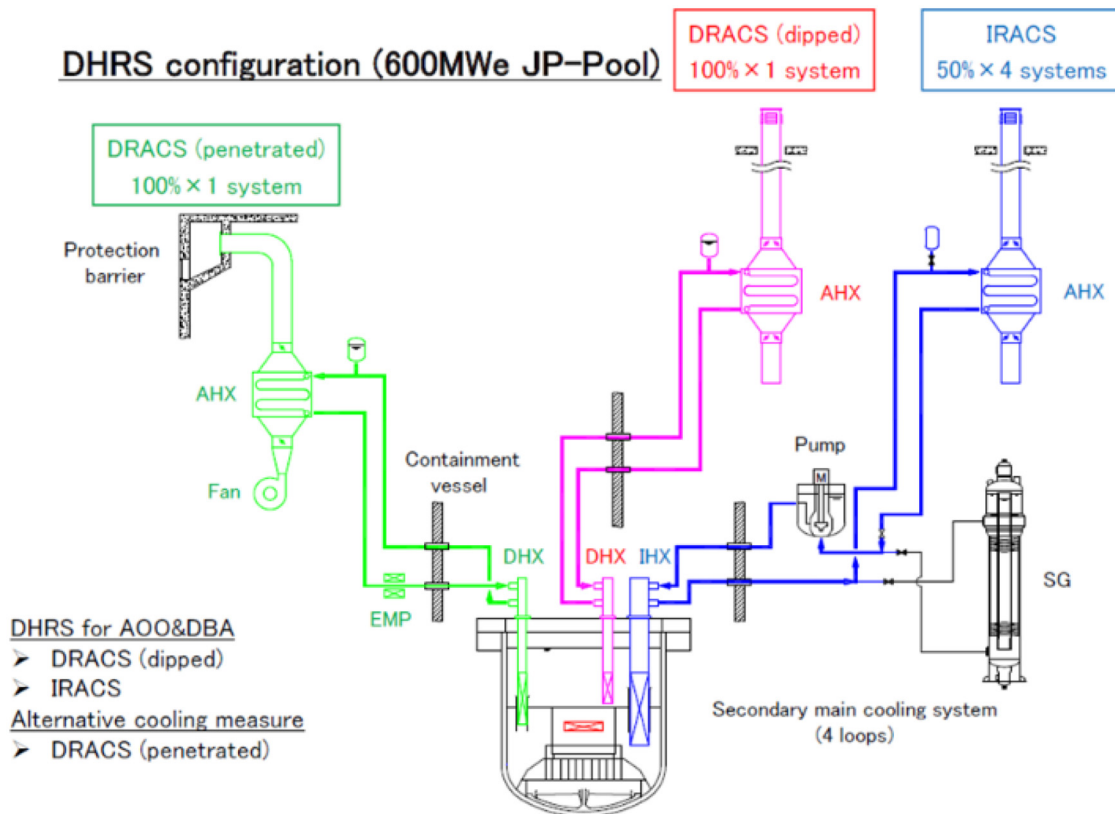 DHRS configuration (600MWe JP-Pool)
DRACS (dipped)
100% × 1 system
IRACS
50% × 4 systems
DRACS (penetrated)
100% × 1 system
Protection
barrier
AHX
AHX
AHX
Fan
Containment
vessel
Pump
M
DHX
DHX
IHX
SG
EMP
DHRS for AOO&DBA
➢ DRACS (dipped)
➢ IRACS
Alternative cooling measure
➢ DRACS (penetrated)
Secondary main cooling system
(4 loops)